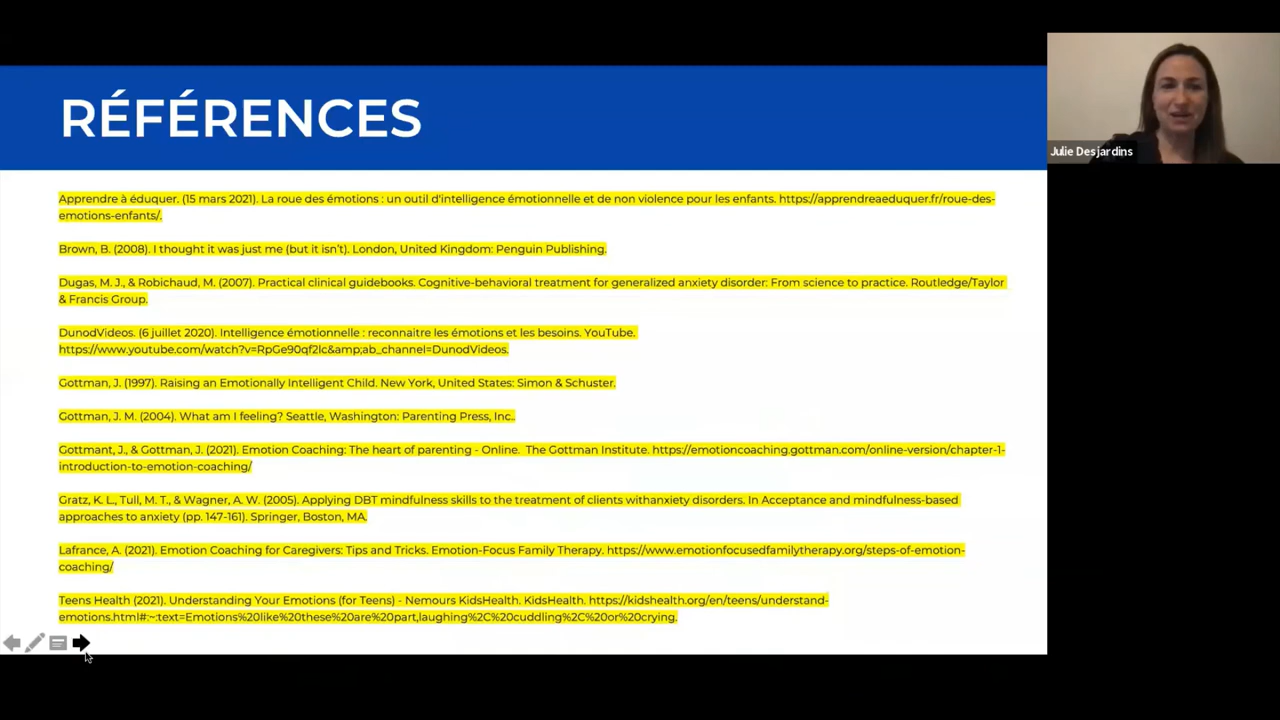 RÉFÉRENCES
Julie Desjardins
Apprendre à éduquer. (15 mars 2021). La roue des émotions : un outil d'intelligence émotionnelle et de non violence pour les enfants. https://apprendreaeduquer.fr/roue-des-
emotions-enfants/.
Brown, B. (2008). I thought it was just me (but it isn't). London, United Kingdom: Penguin Publishing.
Dugas, M. J., & Robichaud, M. (2007). Practical clinical guidebooks. Cognitive-behavioral treatment for generalized anxiety disorder: From science to practice. Routledge/Taylor
& Francis Group.
DunodVideos. (6 juillet 2020). Intelligence émotionnelle : reconnaitre les émotions et les besoins. YouTube.
https://www.youtube.com/watch?v=RpGe90qf2lc&amp;ab_channel=DunodVideos.
Gottman, J. (1997). Raising an Emotionally Intelligent Child. New York, United States: Simon & Schuster.
Gottman, J. M. (2004). What am I feeling? Seattle, Washington: Parenting Press, Inc..
Gottmant, J., & Gottman, J. (2021). Emotion Coaching: The heart of parenting - Online. The Gottman Institute. https://emotioncoaching.gottman.com/online-version/chapter-1-
introduction-to-emotion-coaching/
Gratz, K. L., Tull, M. T., & Wagner, A. W. (2005). Applying DBT mindfulness skills to the treatment of clients withanxiety disorders. In Acceptance and mindfulness-based
approaches to anxiety (pp. 147-161). Springer, Boston, MA.
Lafrance, A. (2021). Emotion Coaching for Caregivers: Tips and Tricks. Emotion-Focus Family Therapy. https://www.emotionfocusedfamilytherapy.org/steps-of-emotion-
coaching/
Teens Health (2021). Understanding Your Emotions (for Teens) - Nemours KidsHealth. KidsHealth. https://kidshealth.org/en/teens/understand-
emotions.html#:~:text=Emotions%20like%20these%20are%20part,laughing%2C%20cuddling%2C%20or%20crying.